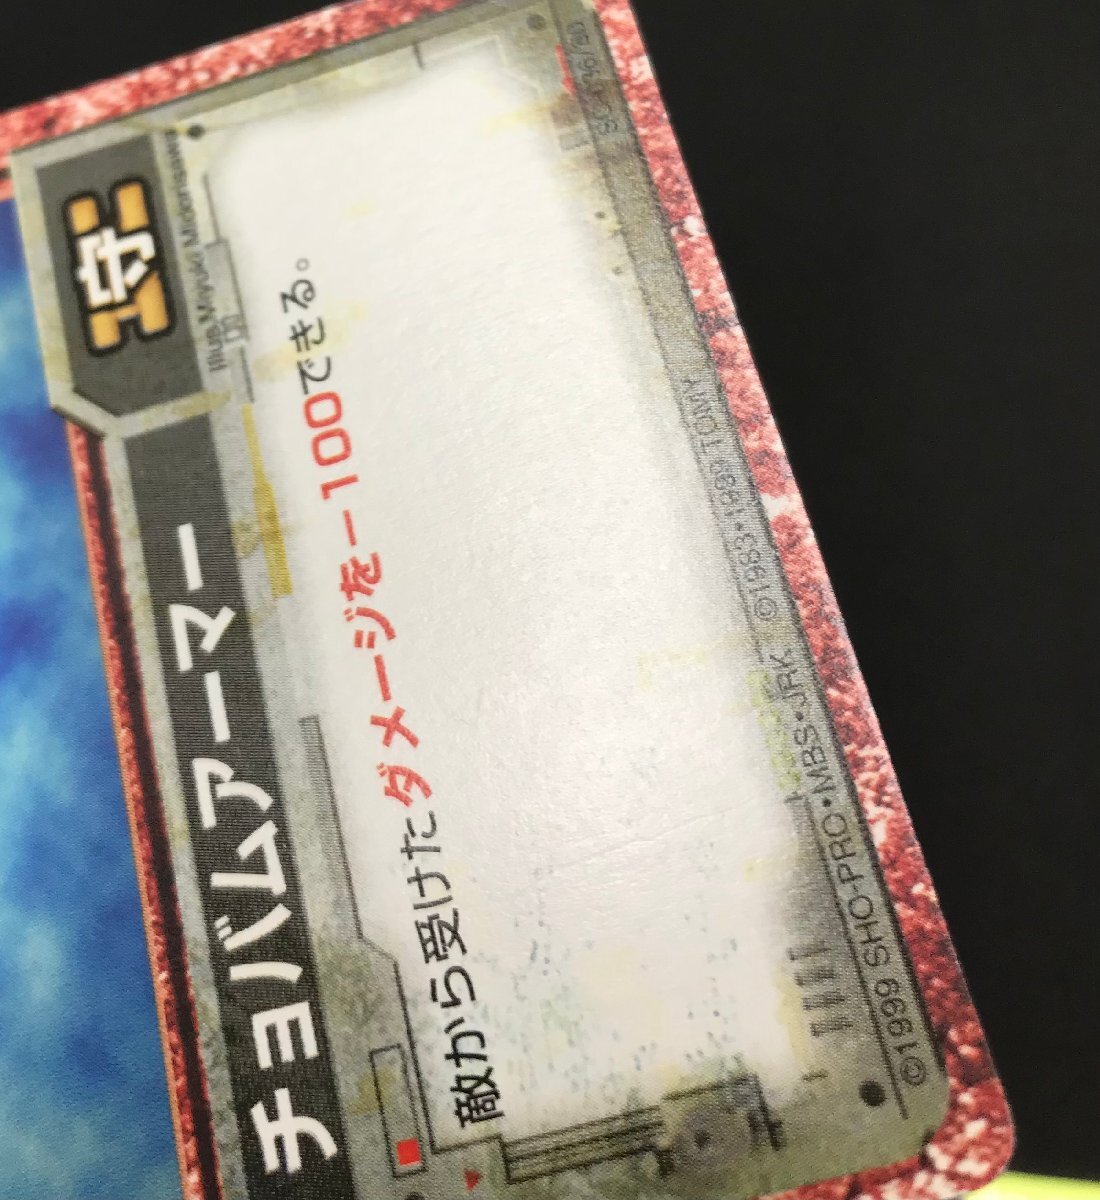 チョバムアーマー
守
Illus.Miyuki Midorisawa
敵から受けたダメージを－100できる。
©1999 SHO-PRO•MBS•JRK ©1983•1989 TOMY